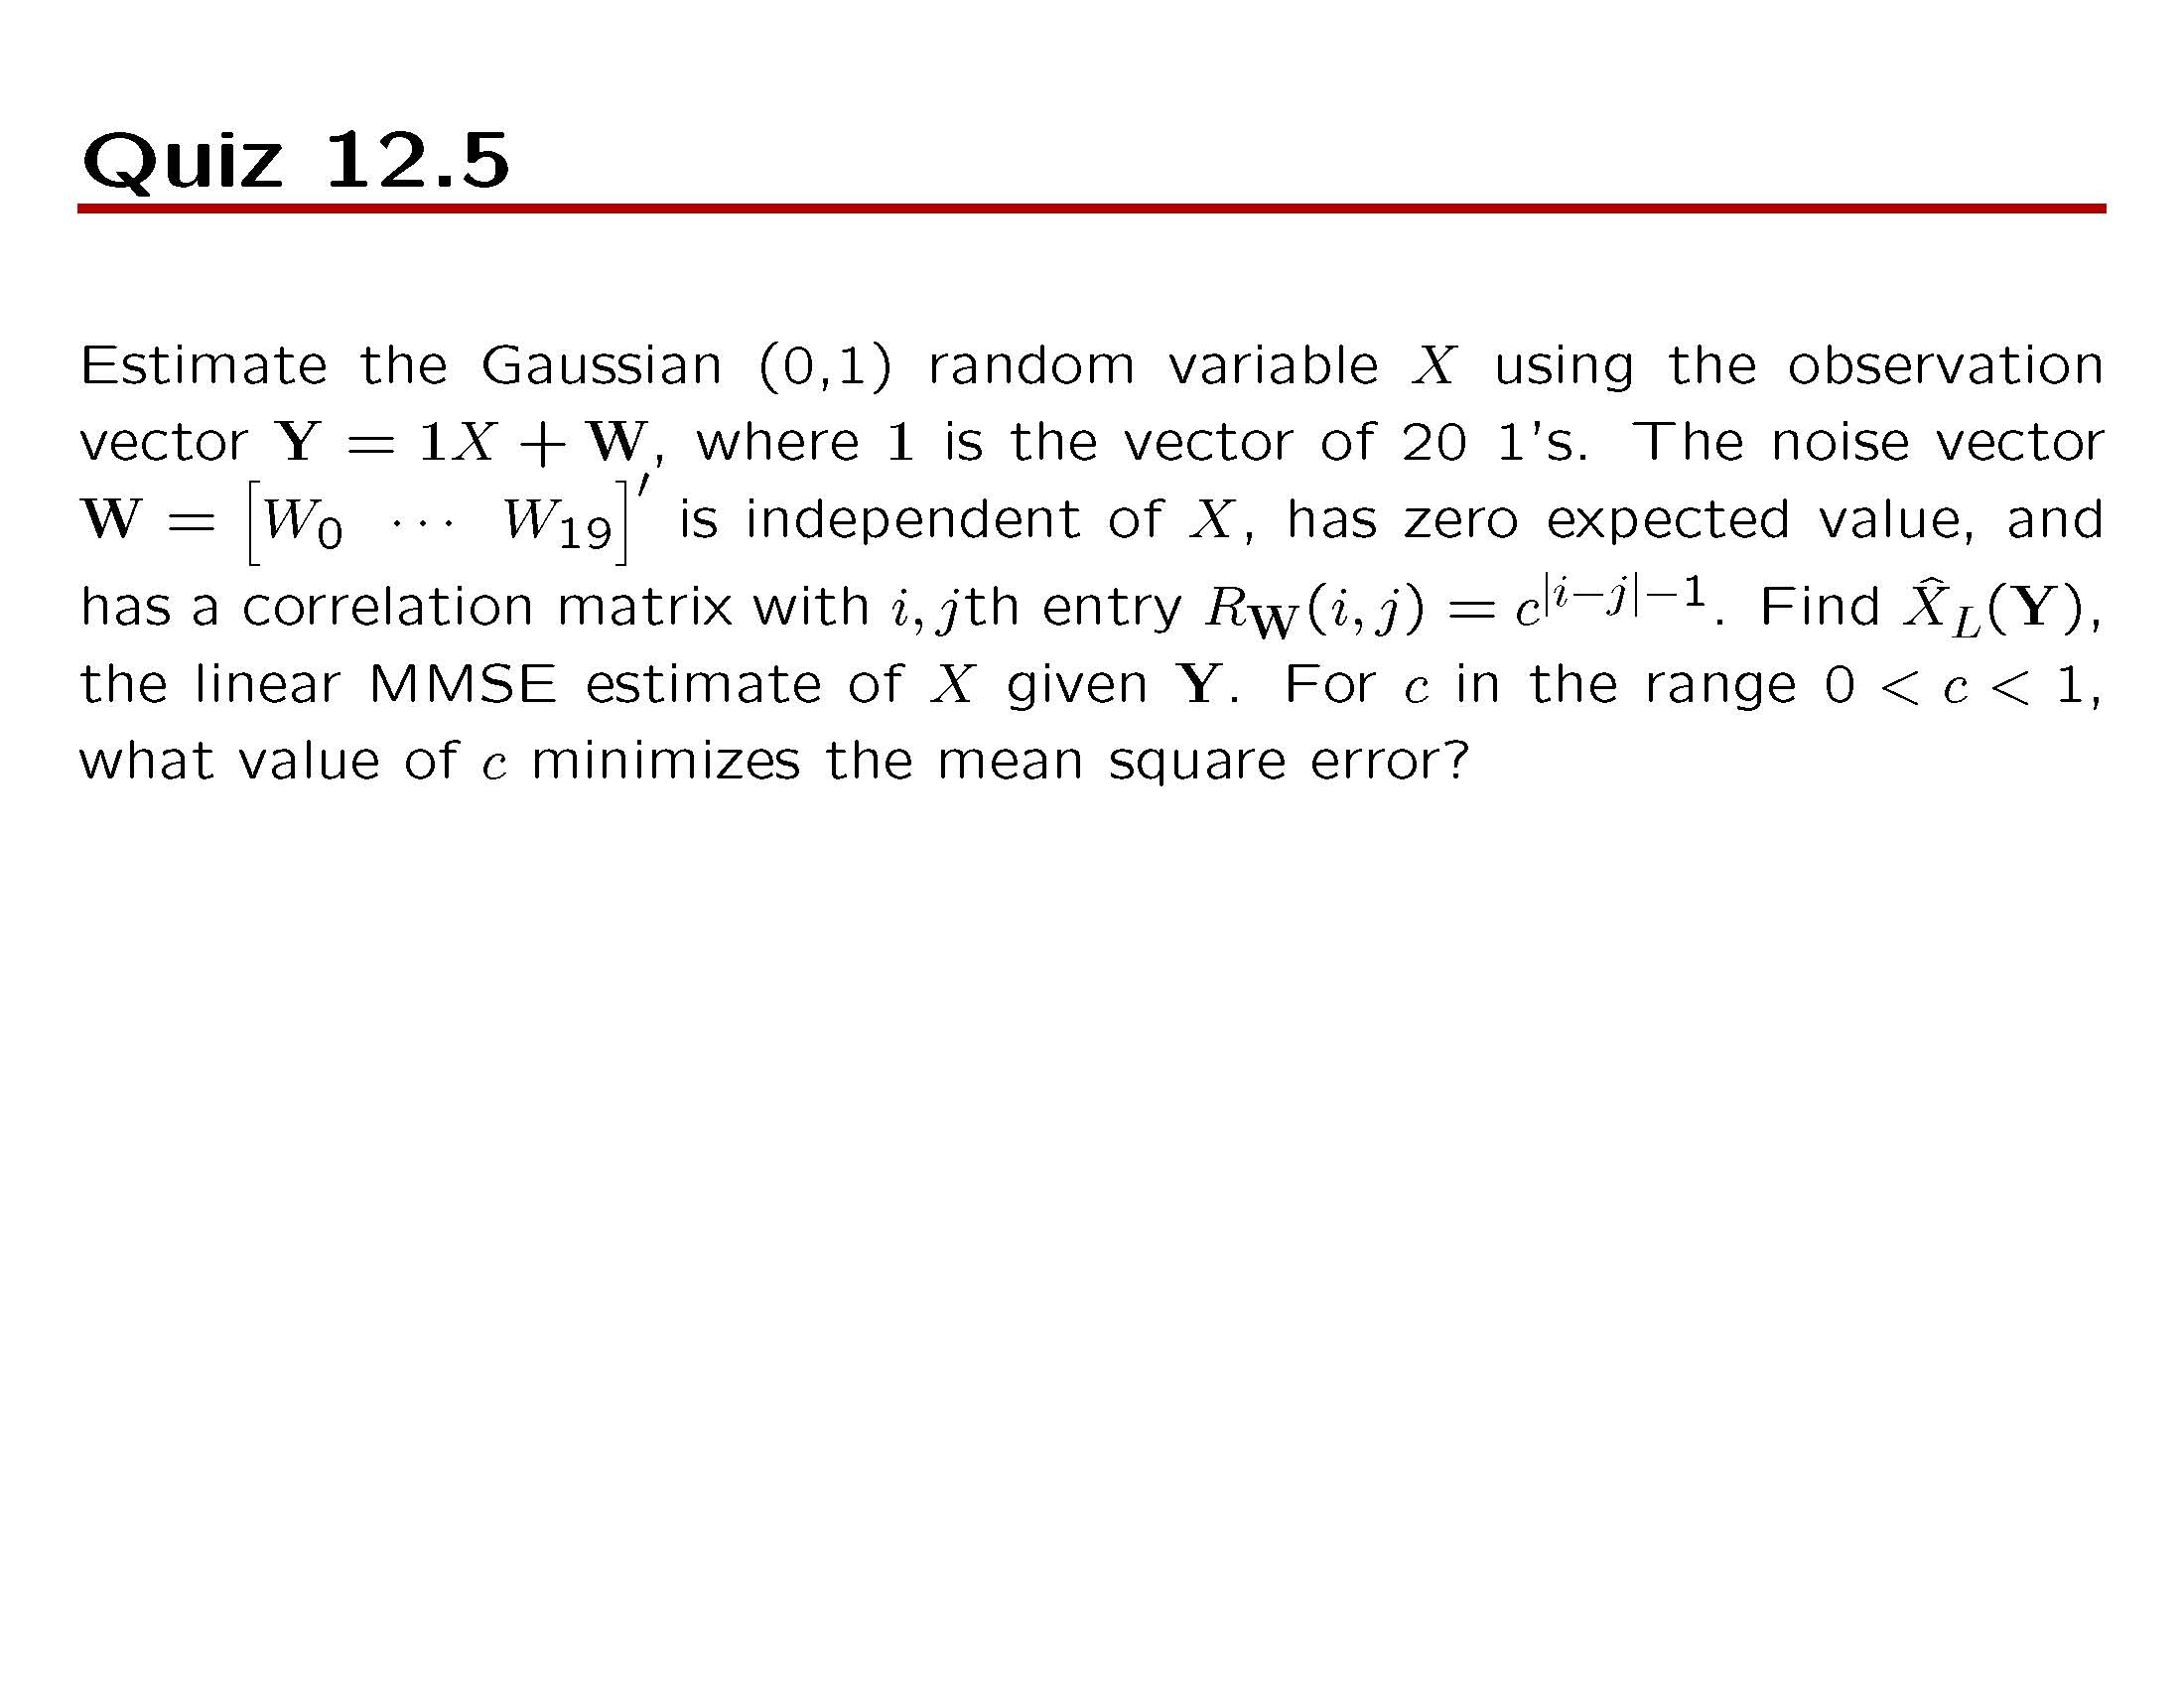 Quiz 12.5
Estimate the Gaussian (0,1) random variable X using the observation
vector Y = 1X + W, where 1 is the vector of 20 1's. The noise vector
W = [W₀ ⋯ W₁₉]′ is independent of X, has zero expected value, and
has a correlation matrix with i, jth entry R_W(i, j) = c^{|i−j|−1}. Find X̂_L(Y),
the linear MMSE estimate of X given Y. For c in the range 0 < c < 1,
what value of c minimizes the mean square error?